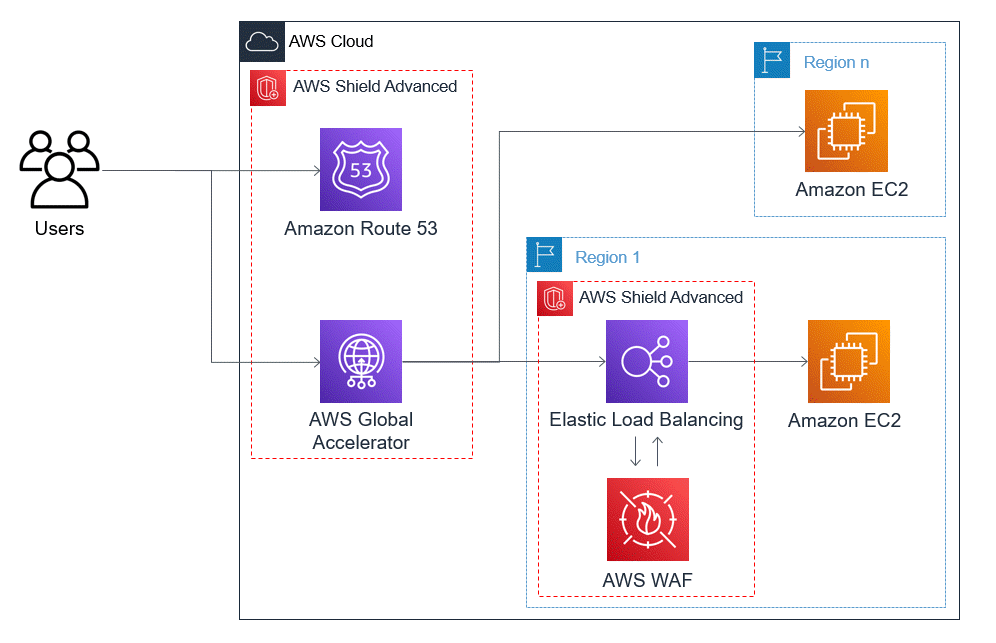 AWS Cloud
Region n
AWS Shield Advanced
53
Amazon EC2
Users
Amazon Route 53
Region 1
AWS Shield Advanced
AWS Global
Accelerator
Elastic Load Balancing
Amazon EC2
AWS WAF